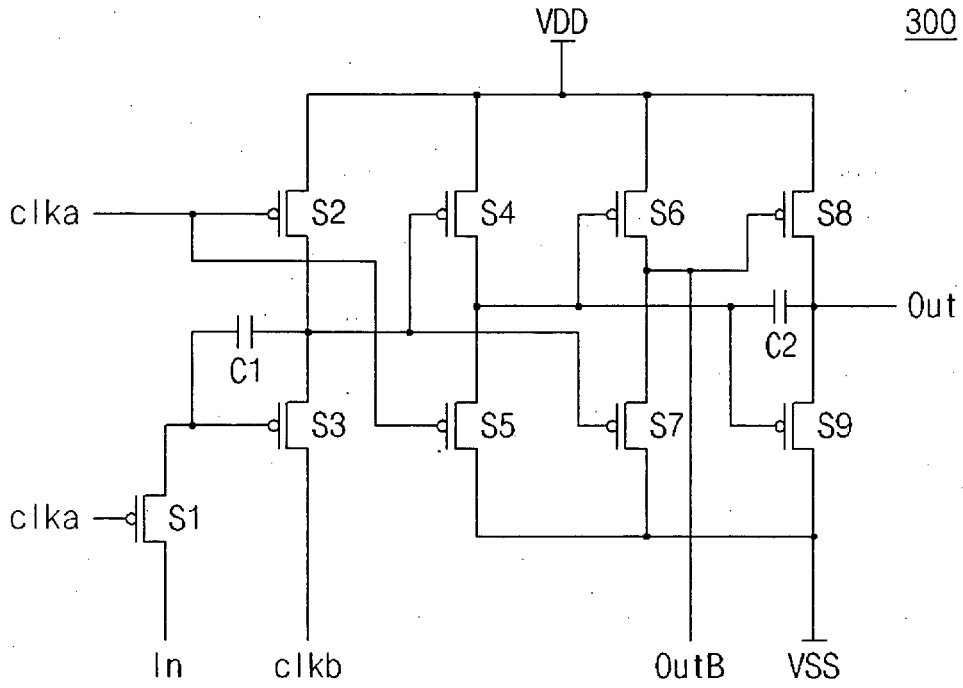 300
VDD
clka
S2
S4
S6
S8
Out
C1
C2
S3
S5
S7
S9
clka
S1
In
clkb
OutB
VSS